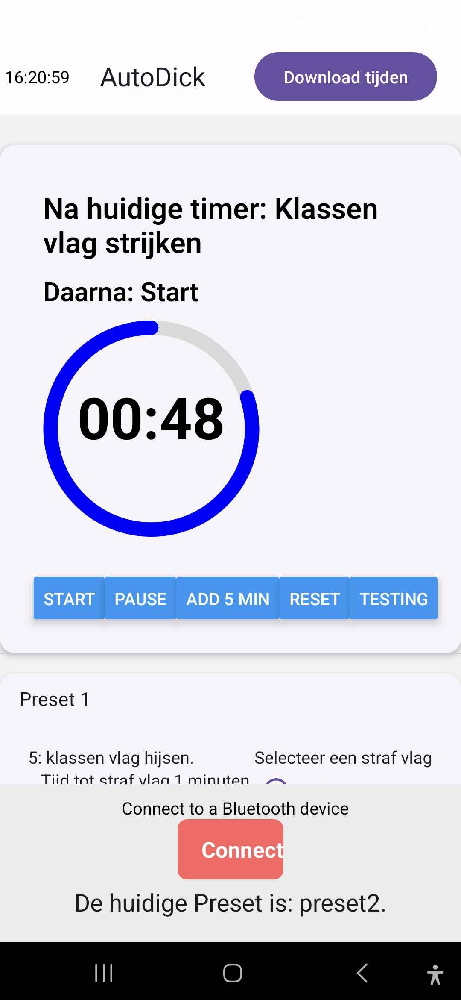 16:20:59 AutoDick Download tijden
Na huidige timer: Klassen
vlag strijken
Daarna: Start
00:48
START PAUSE ADD 5 MIN RESET TESTING
Preset 1
5: klassen vlag hijsen. Selecteer een straf vlag
Tijd tot straf vlag 1 minuten
Connect to a Bluetooth device
Connect
De huidige Preset is: preset2.